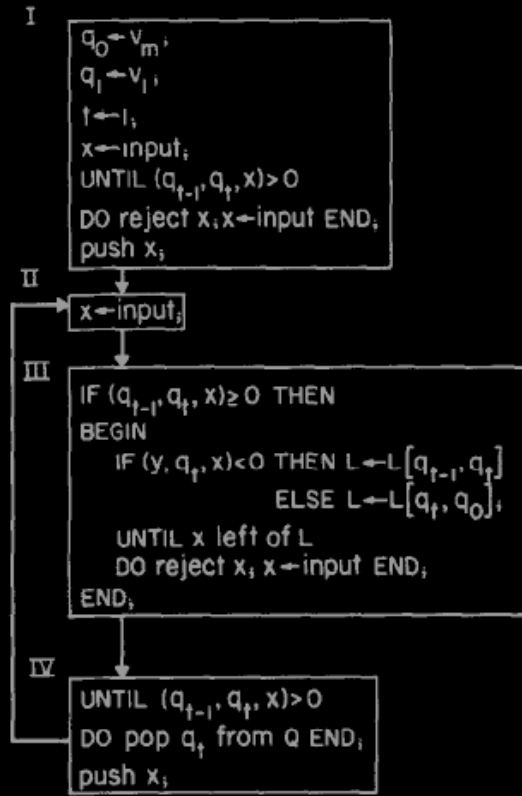 I
q₀←vₘ;
q₁←v₁;
t←1;
x←input;
UNTIL (qₜ₋₁,qₜ,x)>0
DO reject x; x←input END;
push x;
II
x←input;
III
IF (qₜ₋₁,qₜ,x)≥0 THEN
BEGIN
IF (y,qₜ,x)<0 THEN L←L[qₜ₋₁,qₜ]
ELSE L←L[qₜ,q₀];
UNTIL x left of L
DO reject x; x←input END;
END;
IV
UNTIL (qₜ₋₁,qₜ,x)>0
DO pop qₜ from Q END;
push x;